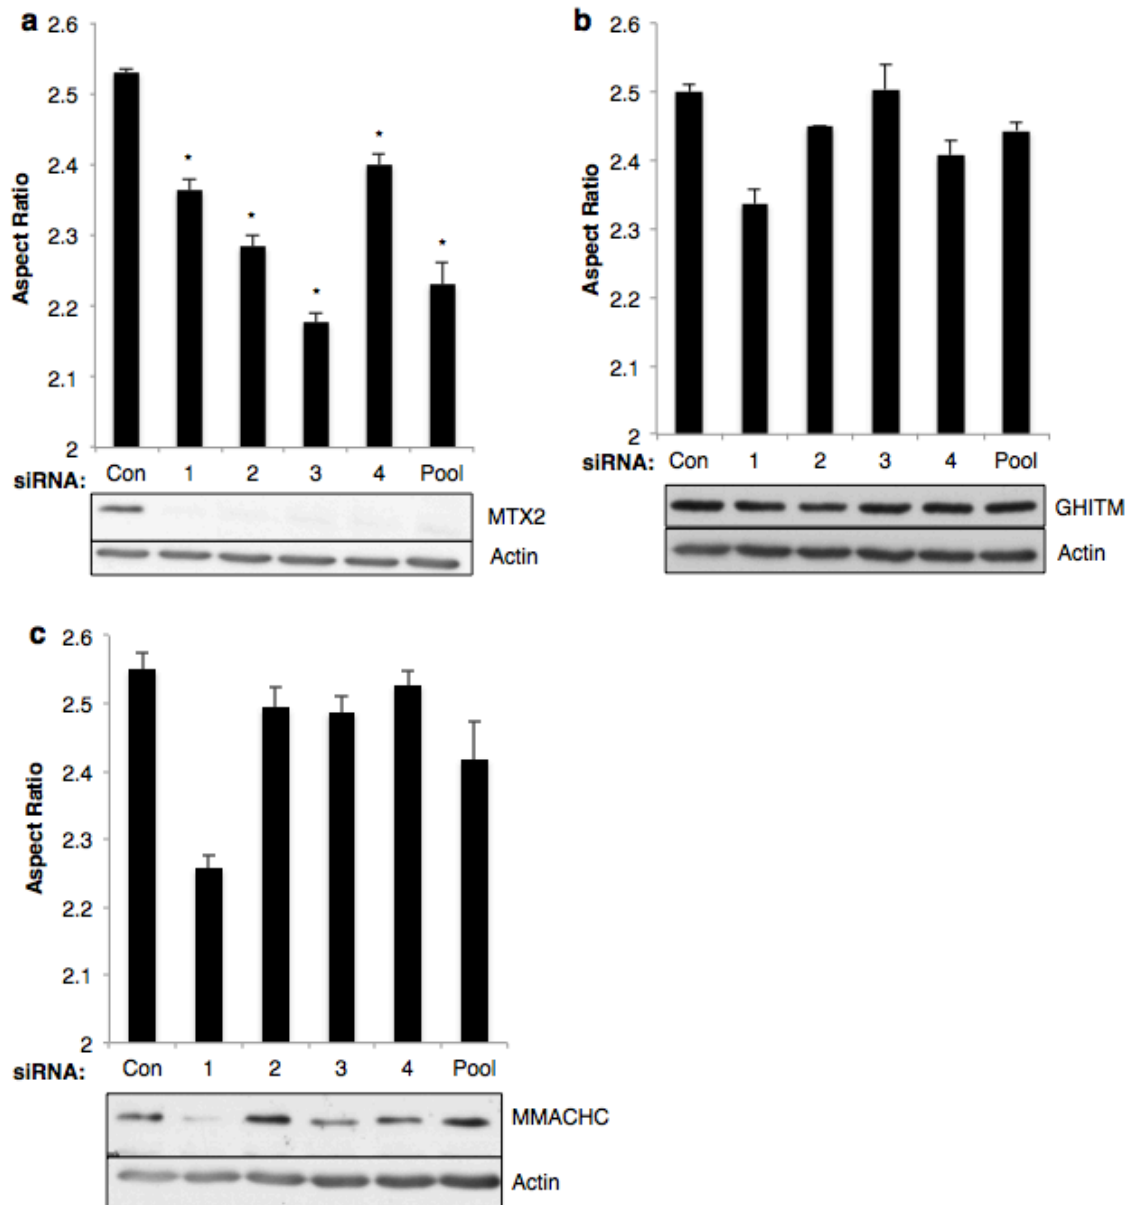 a
2.6
2.5
2.4
2.3
2.2
2.1
2
Aspect Ratio
* * * * *
siRNA: Con 1 2 3 4 Pool
MTX2
Actin
b
2.6
2.5
2.4
2.3
2.2
2.1
2
Aspect Ratio
siRNA: Con 1 2 3 4 Pool
GHITM
Actin
c
2.6
2.5
2.4
2.3
2.2
2.1
2
Aspect Ratio
siRNA: Con 1 2 3 4 Pool
MMACHC
Actin